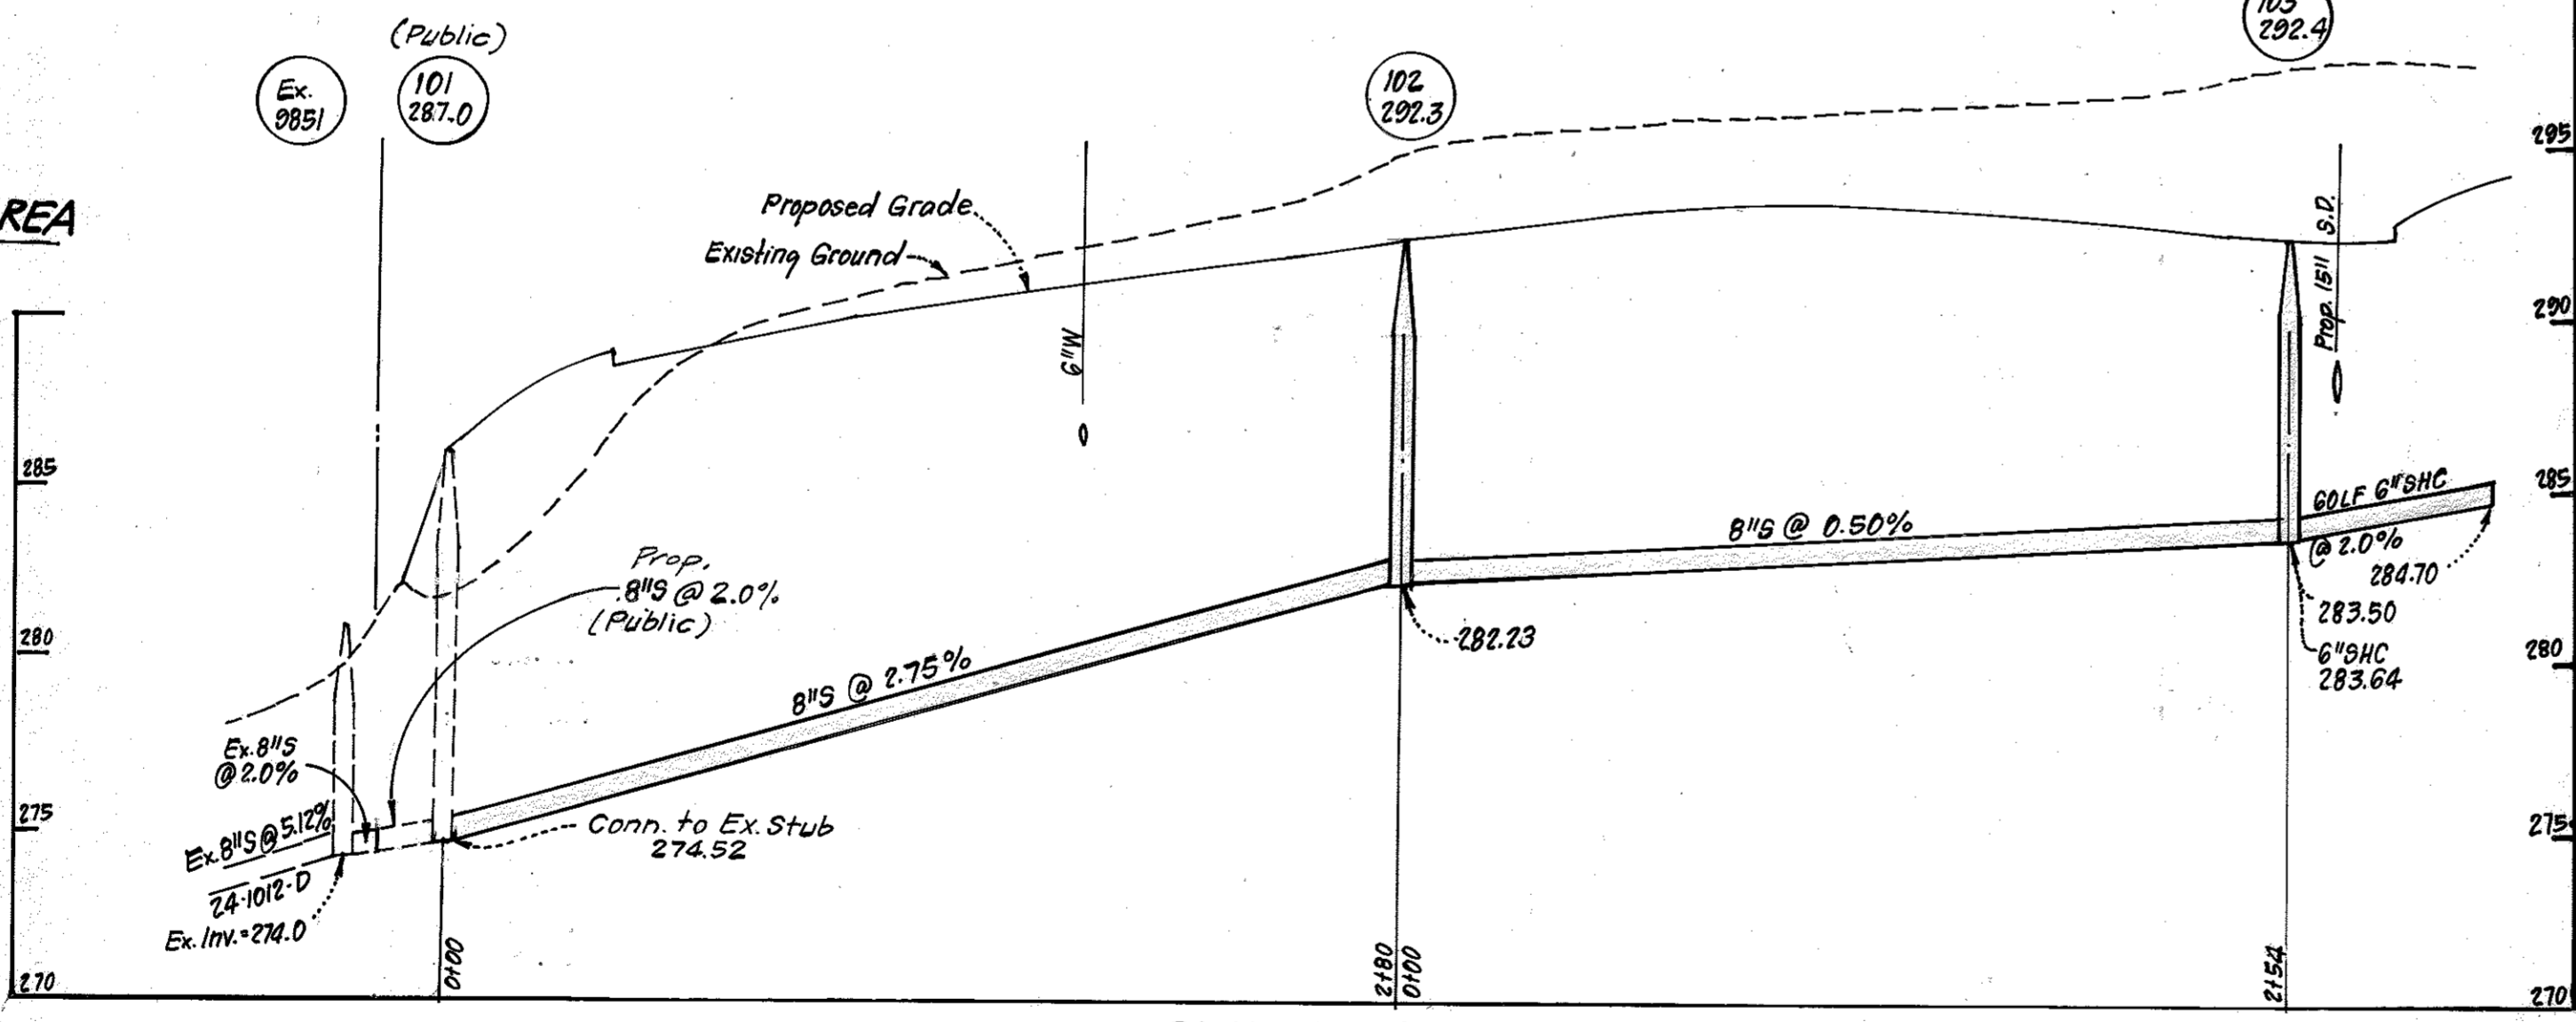 (Public)
Ex.
9851
101
287.0
102
292.3
103
292.4
REA
Proposed Grade
Existing Ground
6"W
Prop. 15" S.D.
295
290
285
280
275
270
285
280
275
270
Prop.
8"S @ 2.0%
(Public)
8"S @ 2.75%
8"S @ 0.50%
60LF 6"SHC
@ 2.0%
284.70
283.50
6"SHC
283.64
282.23
Ex. 8"S
@ 2.0%
Ex. 8"S @ 5.12%
24-1012-D
Ex. Inv. = 274.0
Conn. to Ex. Stub
274.52
0+00
2+80
0+00
2+54